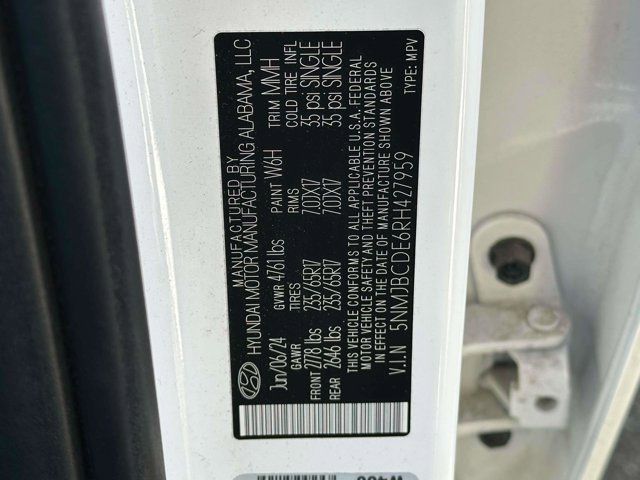 MANUFACTURED BY
HYUNDAI MOTOR MANUFACTURING ALABAMA, LLC
Jun/06/24 GVWR 4761 lbs PAINT W6H TRIM MMH
GAWR TIRES RIMS COLD TIRE INFL
FRONT 2778 lbs 235/65R17 7.0JX17 35 psi SINGLE
REAR 2646 lbs 235/65R17 7.0JX17 35 psi SINGLE
THIS VEHICLE CONFORMS TO ALL APPLICABLE U.S.A. FEDERAL
MOTOR VEHICLE SAFETY AND THEFT PREVENTION STANDARDS
IN EFFECT ON THE DATE OF MANUFACTURE SHOWN ABOVE
V.I.N 5NMJBCDE6RH427959 TYPE: MPV